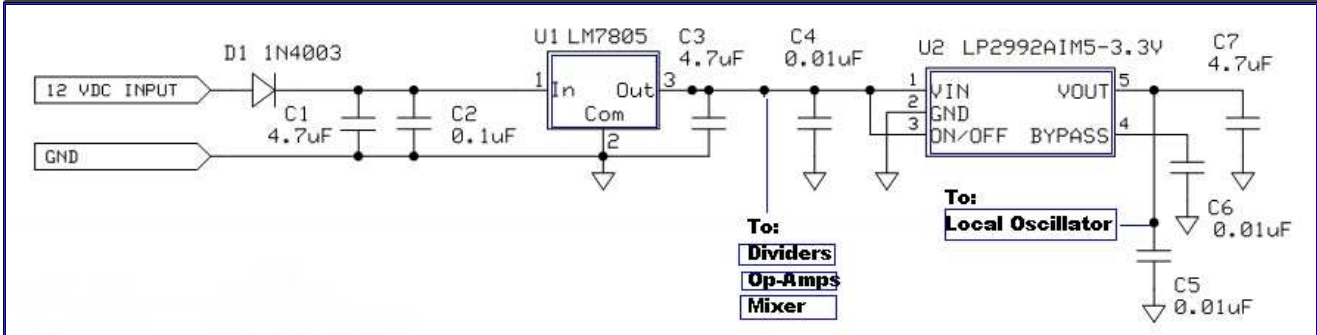 D1 1N4003
12 VDC INPUT
GND
C1
4.7uF
C2
0.1uF
U1 LM7805
1
In
Out
3
Com
2
C3
4.7uF
C4
0.01uF
To:
Dividers
Op-Amps
Mixer
U2 LP2992AIM5-3.3V
1
VIN
2
GND
3
ON/OFF
VOUT
5
BYPASS
4
C7
4.7uF
To:
Local Oscillator
C6
0.01uF
C5
0.01uF